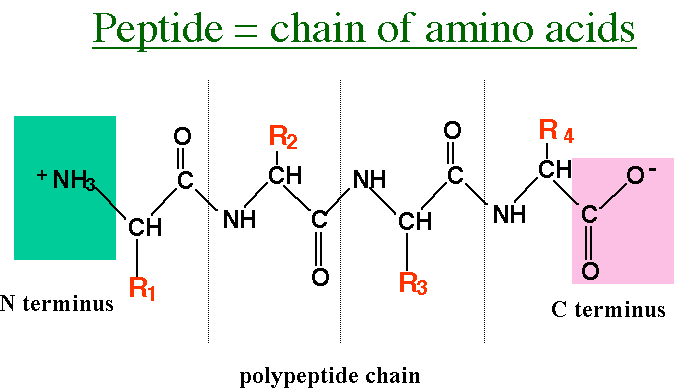 Peptide = chain of amino acids
O R2 O R4
+NH3 C CH NH C CH O-
CH NH C CH NH C
R1 O R3 O
N terminus C terminus
polypeptide chain